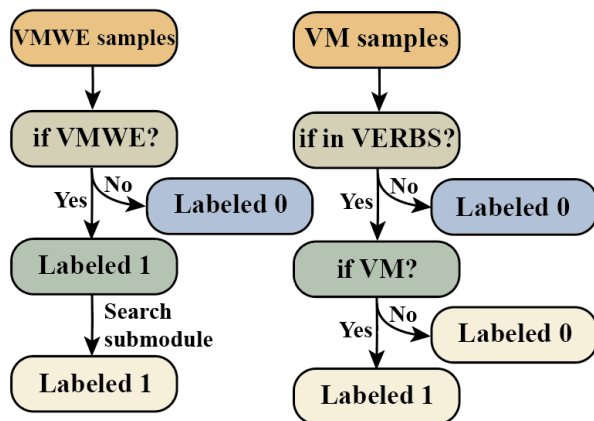 VMWE samples
if VMWE?
No
Yes
Labeled 0
Labeled 1
Search
submodule
Labeled 1
VM samples
if in VERBS?
No
Yes
Labeled 0
if VM?
No
Yes
Labeled 0
Labeled 1